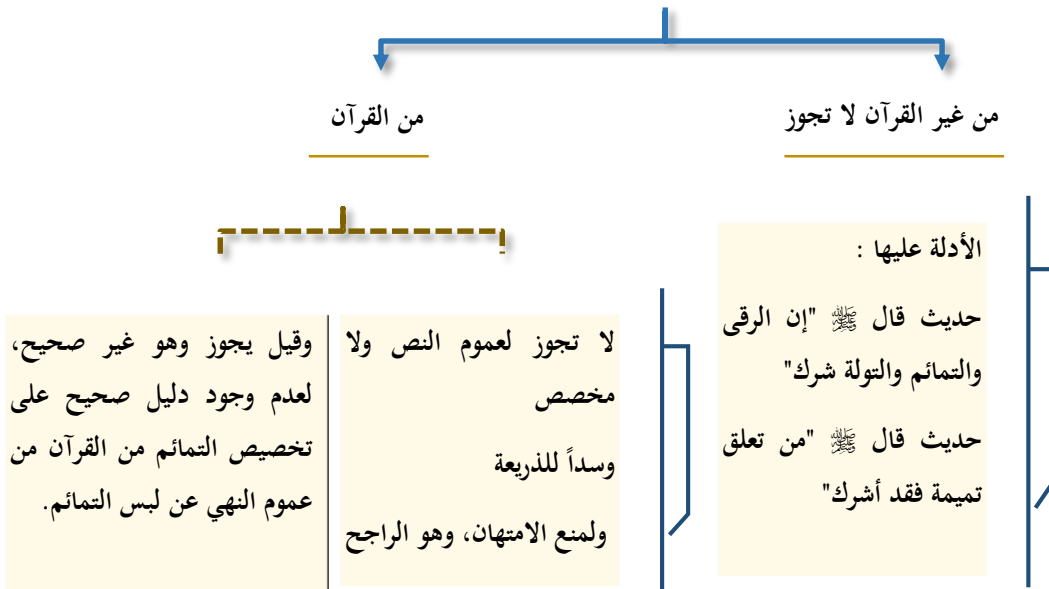 من غير القرآن لا تجوز
من القرآن
الأدلة عليها :
حديث قال ﷺ "إن الرقى
والتمائم والتولة شرك"
حديث قال ﷺ "من تعلق
تميمة فقد أشرك"
لا تجوز لعموم النص ولا
مخصص
وسداً للذريعة
ولمنع الامتهان، وهو الراجح
وقيل يجوز وهو غير صحيح،
لعدم وجود دليل صحيح على
تخصيص التمائم من القرآن من
عموم النهي عن لبس التمائم.